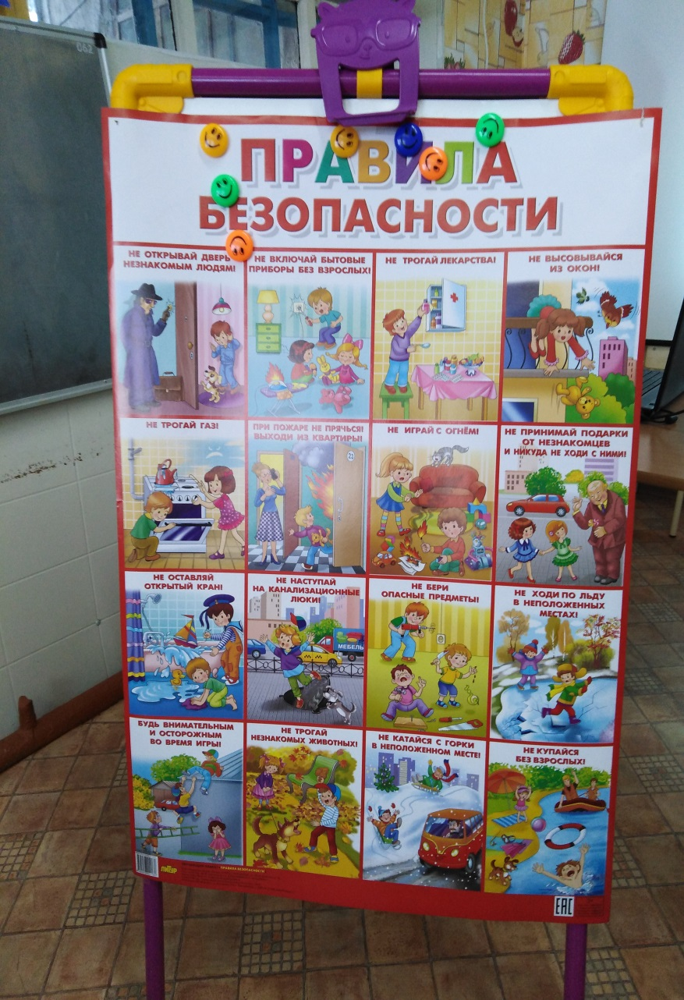 062
ПРАВИЛА
БЕЗОПАСНОСТИ
НЕ ОТКРЫВАЙ ДВЕРЬ
НЕЗНАКОМЫМ ЛЮДЯМ!
НЕ ВКЛЮЧАЙ БЫТОВЫЕ
ПРИБОРЫ БЕЗ ВЗРОСЛЫХ!
НЕ ТРОГАЙ ЛЕКАРСТВА!
НЕ ВЫСОВЫВАЙСЯ
ИЗ ОКОН!
НЕ ТРОГАЙ ГАЗ!
ПРИ ПОЖАРЕ НЕ ПРЯЧЬСЯ!
ВЫХОДИ ИЗ КВАРТИРЫ!
21
НЕ ИГРАЙ С ОГНЁМ!
НЕ ПРИНИМАЙ ПОДАРКИ
ОТ НЕЗНАКОМЦЕВ
И НИКУДА НЕ ХОДИ С НИМИ!
НЕ ОСТАВЛЯЙ
ОТКРЫТЫЙ КРАН!
НЕ НАСТУПАЙ
НА КАНАЛИЗАЦИОННЫЕ
ЛЮКИ!
МЕБЕЛЬ
НЕ БЕРИ
ОПАСНЫЕ ПРЕДМЕТЫ!
НЕ ХОДИ ПО ЛЬДУ
В НЕПОЛОЖЕННЫХ
МЕСТАХ!
БУДЬ ВНИМАТЕЛЬНЫМ
И ОСТОРОЖНЫМ
ВО ВРЕМЯ ИГРЫ!
НЕ ТРОГАЙ
НЕЗНАКОМЫХ ЖИВОТНЫХ!
НЕ КАТАЙСЯ С ГОРКИ
В НЕПОЛОЖЕННОМ МЕСТЕ!
НЕ КУПАЙСЯ
БЕЗ ВЗРОСЛЫХ!
ЛИТУР
ПРАВИЛА БЕЗОПАСНОСТИ
ЕАС